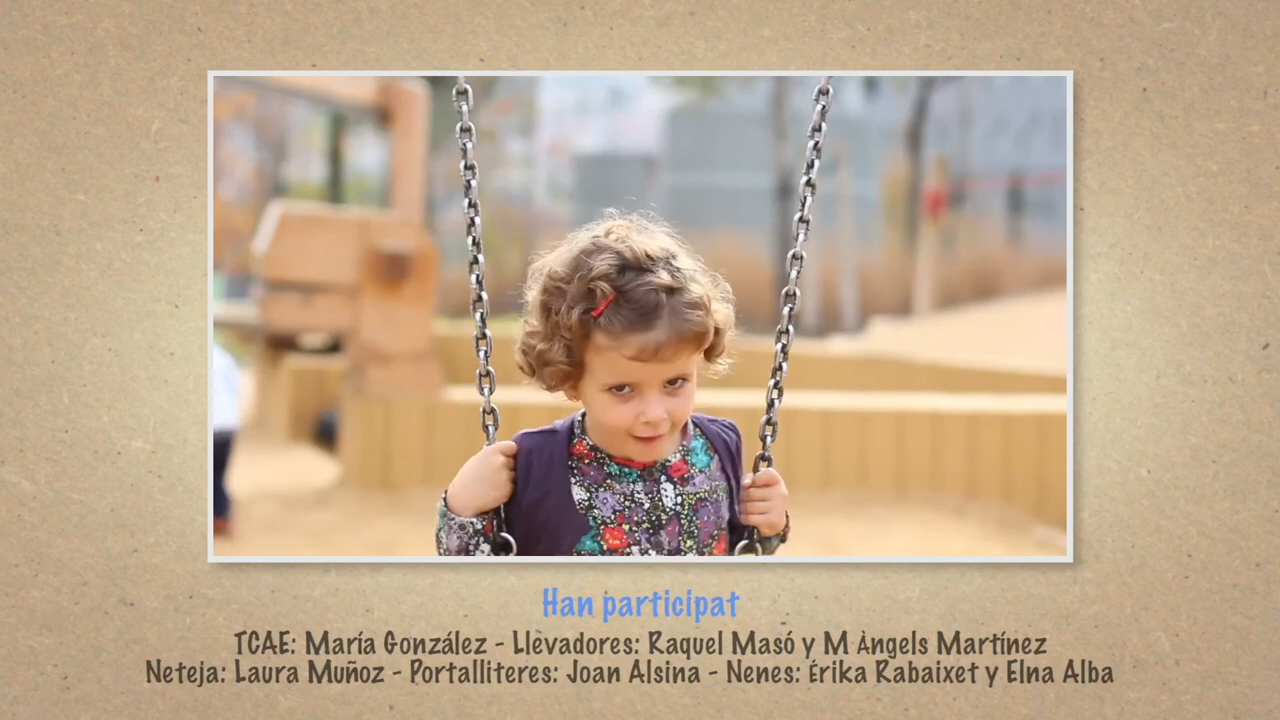 Han participat
TCAE: María González - Llevadores: Raquel Masó y M Àngels Martínez
Neteja: Laura Muñoz - Portalliteres: Joan Alsina - Nenes: Érika Rabaixet y Elna Alba